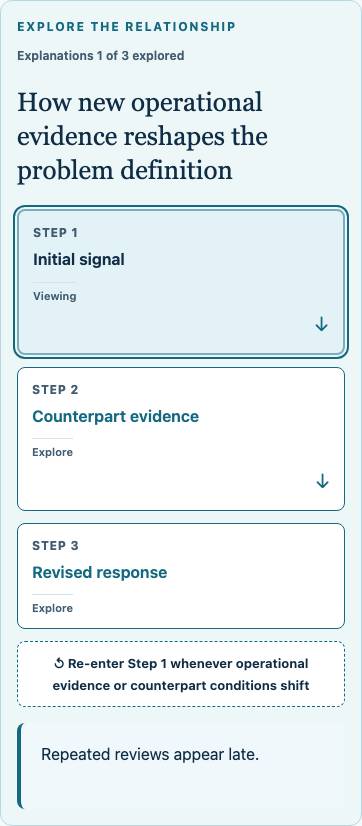 EXPLORE THE RELATIONSHIP
Explanations 1 of 3 explored
How new operational
evidence reshapes the
problem definition
STEP 1
Initial signal
Viewing
↓
STEP 2
Counterpart evidence
Explore
↓
STEP 3
Revised response
Explore
↺ Re-enter Step 1 whenever operational
evidence or counterpart conditions shift
Repeated reviews appear late.